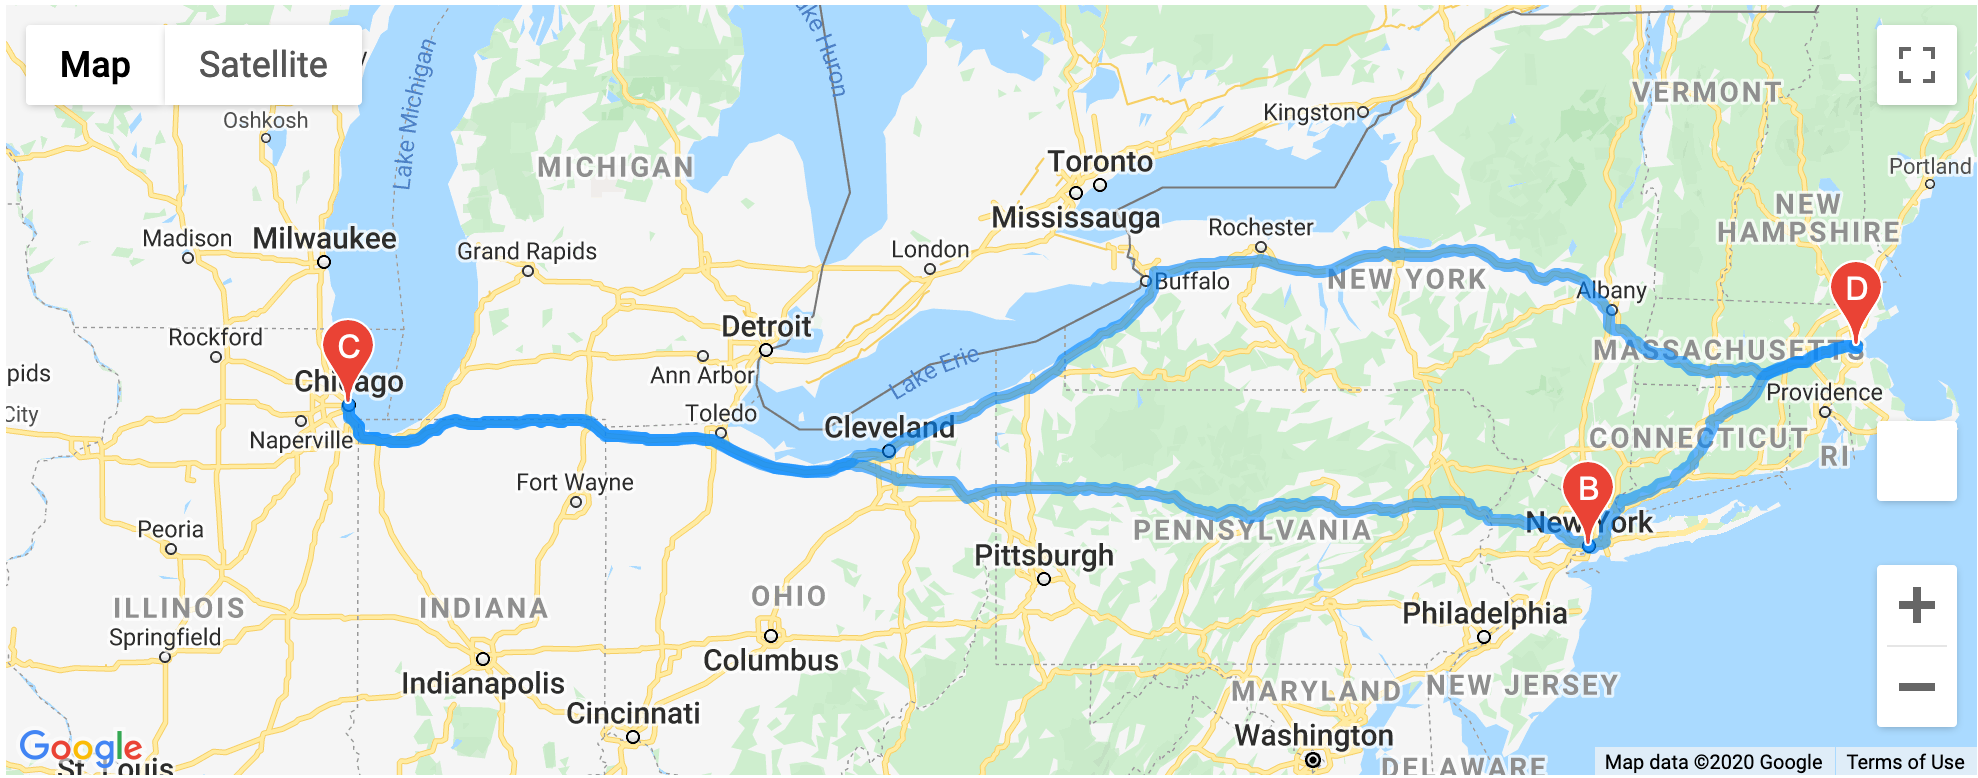 Map
Satellite
Oshkosh
Lake Michigan
MICHIGAN
Lake Huron
Kingston
VERMONT
Toronto
Mississauga
Portland
NEW
HAMPSHIRE
Madison
Milwaukee
Grand Rapids
London
Rochester
Buffalo
NEW YORK
Albany
D
Rockford
Detroit
C
Chicago
Ann Arbor
Lake Erie
MASSACHUSETTS
pids
City
Toledo
Cleveland
Providence
Naperville
CONNECTICUT
RI
Fort Wayne
B
New York
Peoria
PENNSYLVANIA
Pittsburgh
ILLINOIS
INDIANA
OHIO
Philadelphia
Springfield
Columbus
Indianapolis
MARYLAND
NEW JERSEY
Cincinnati
Washington
Google
St. Louis
DELAWARE
Map data ©2020 Google
Terms of Use